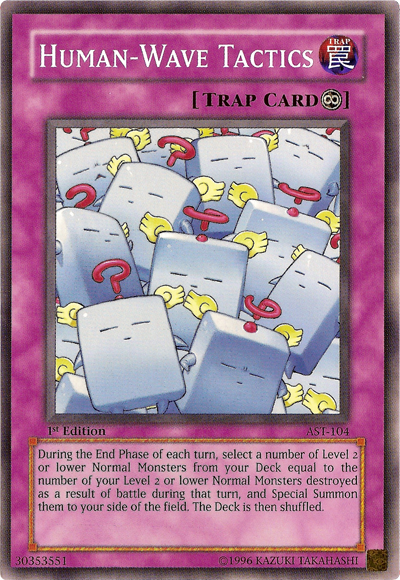 HUMAN-WAVE TACTICS
TRAP
罠
[TRAP CARD∞]
1st Edition
AST-104
During the End Phase of each turn, select a number of Level 2
or lower Normal Monsters from your Deck equal to the
number of your Level 2 or lower Normal Monsters destroyed
as a result of battle during that turn, and Special Summon
them to your side of the field. The Deck is then shuffled.
30353551
©1996 KAZUKI TAKAHASHI